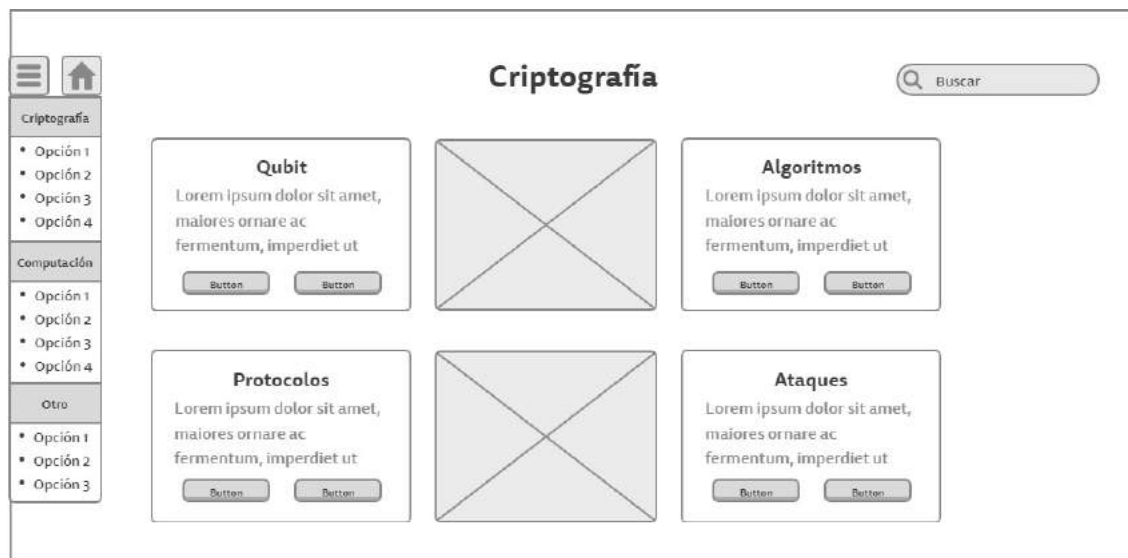 Criptografía
Buscar
Criptografía
• Opción 1
• Opción 2
• Opción 3
• Opción 4
Computación
• Opción 1
• Opción 2
• Opción 3
• Opción 4
Otro
• Opción 1
• Opción 2
• Opción 3
Qubit
Lorem ipsum dolor sit amet,
maiores ornare ac
fermentum, imperdiet ut
Button Button
Algoritmos
Lorem ipsum dolor sit amet,
maiores ornare ac
fermentum, imperdiet ut
Button Button
Protocolos
Lorem ipsum dolor sit amet,
maiores ornare ac
fermentum, imperdiet ut
Button Button
Ataques
Lorem ipsum dolor sit amet,
maiores ornare ac
fermentum, imperdiet ut
Button Button